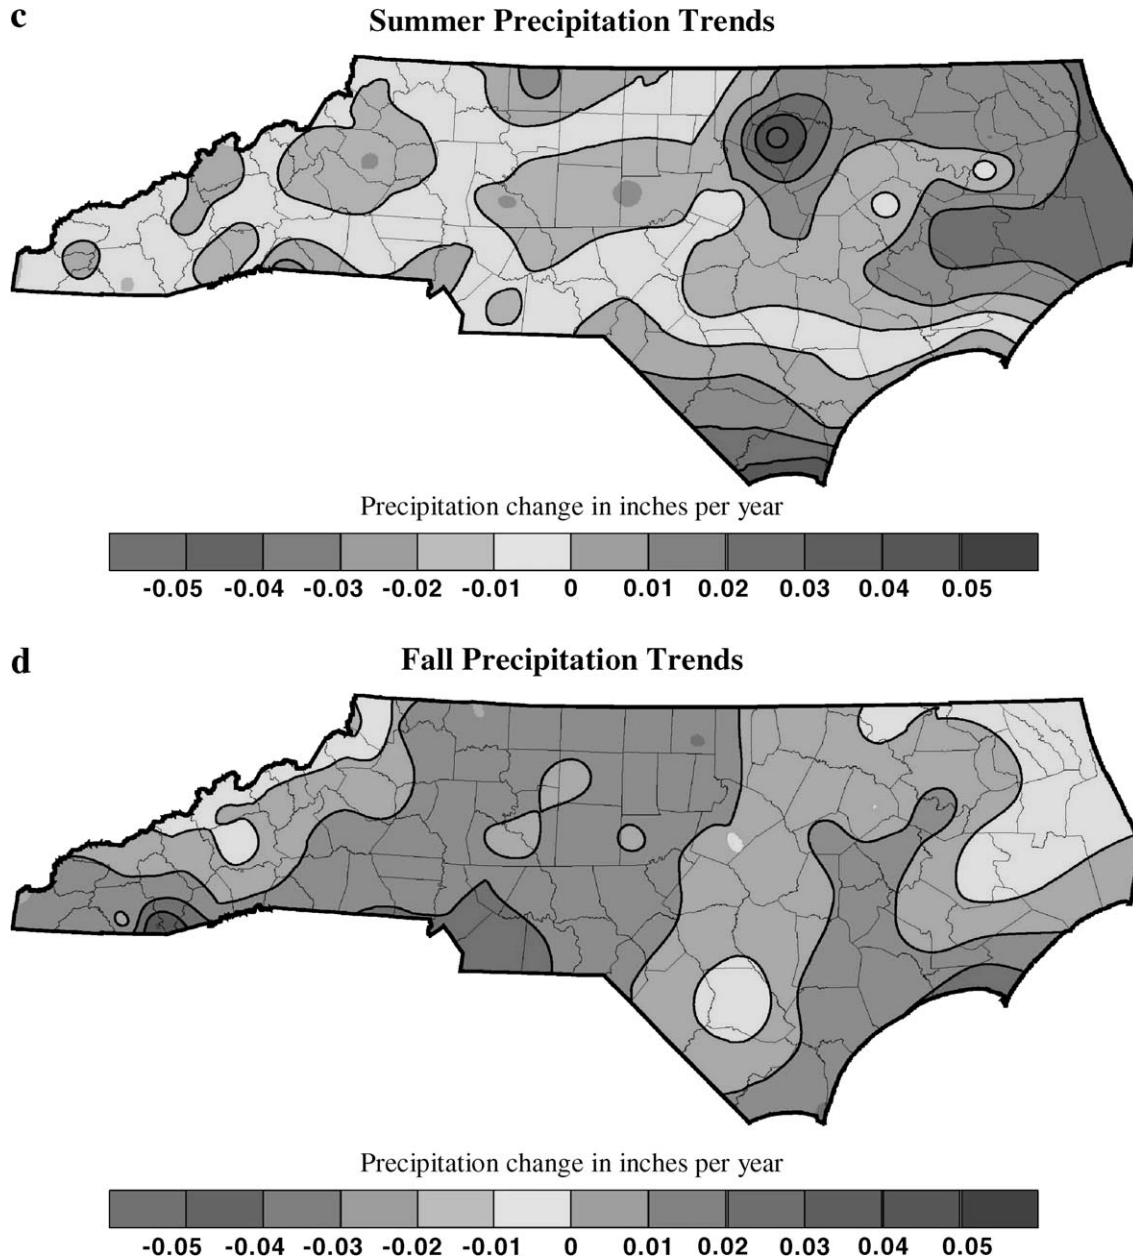 c
Summer Precipitation Trends
Precipitation change in inches per year
-0.05 -0.04 -0.03 -0.02 -0.01 0 0.01 0.02 0.03 0.04 0.05
d
Fall Precipitation Trends
Precipitation change in inches per year
-0.05 -0.04 -0.03 -0.02 -0.01 0 0.01 0.02 0.03 0.04 0.05